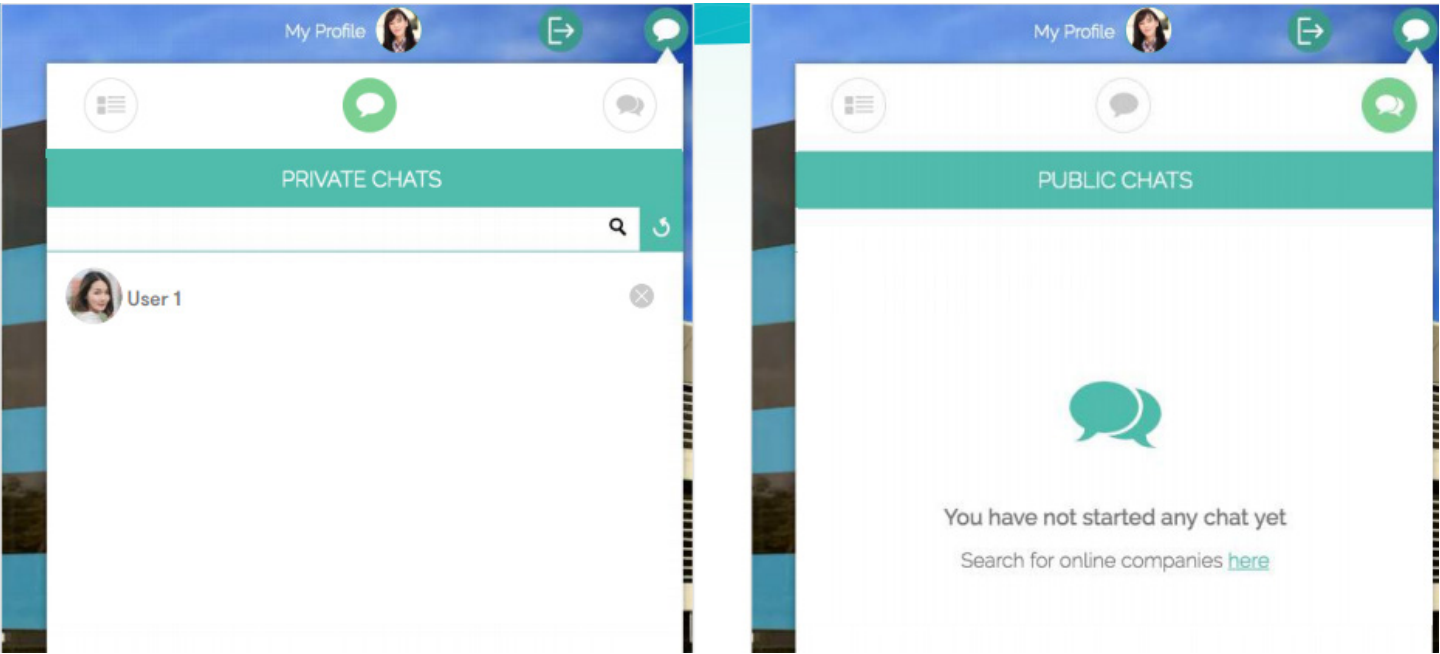 My Profile
PRIVATE CHATS
User 1
My Profile
PUBLIC CHATS
You have not started any chat yet
Search for online companies here